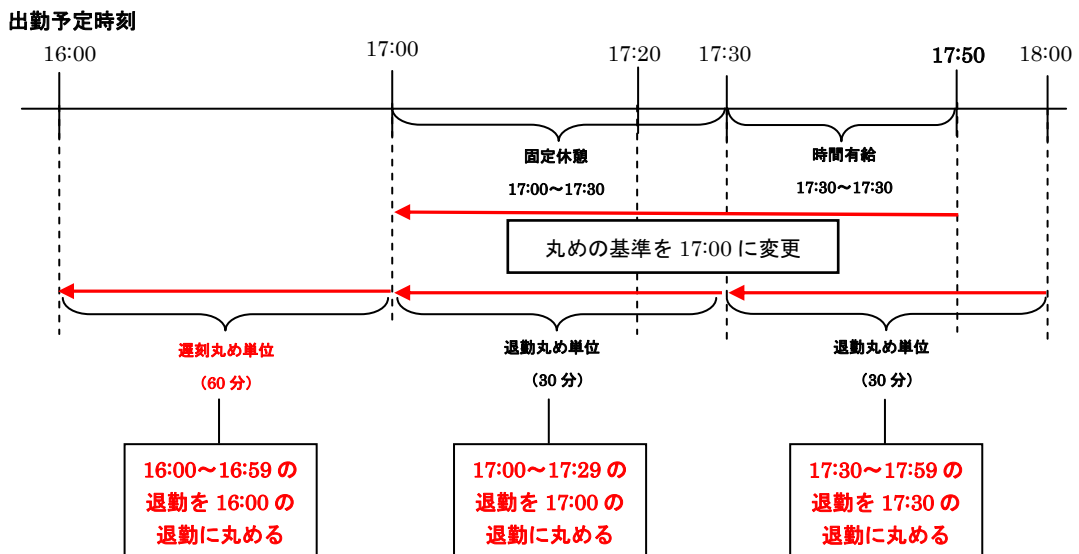 出勤予定時刻
16:00 17:00 17:20 17:30 17:50 18:00
固定休憩 時間有給
17:00～17:30 17:30～17:30
丸めの基準を 17:00 に変更
遅刻丸め単位 退勤丸め単位 退勤丸め単位
（60 分） （30 分） （30 分）
16:00～16:59 の
退勤を 16:00 の
退勤に丸める
17:00～17:29 の
退勤を 17:00 の
退勤に丸める
17:30～17:59 の
退勤を 17:30 の
退勤に丸める